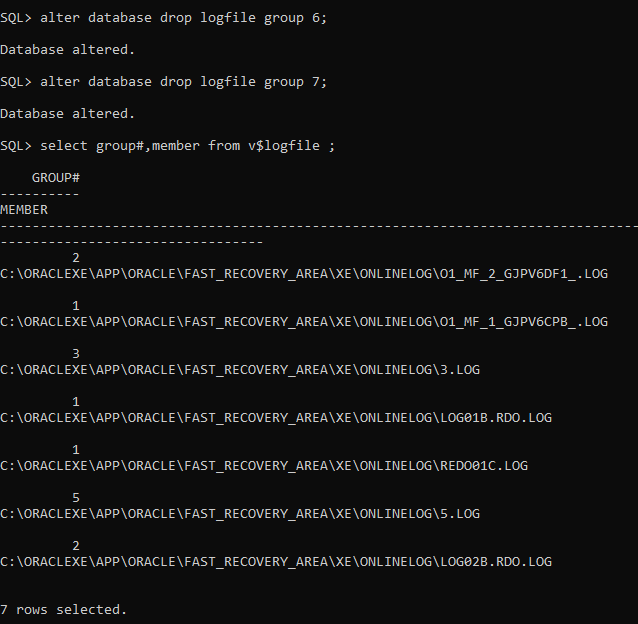 SQL> alter database drop logfile group 6;
Database altered.
SQL> alter database drop logfile group 7;
Database altered.
SQL> select group#,member from v$logfile ;
GROUP#
----------
MEMBER
--------------------------------------------------------------------------------
---------------------------------
2
C:\ORACLEXE\APP\ORACLE\FAST_RECOVERY_AREA\XE\ONLINELOG\O1_MF_2_GJPV6DF1_.LOG
1
C:\ORACLEXE\APP\ORACLE\FAST_RECOVERY_AREA\XE\ONLINELOG\O1_MF_1_GJPV6CPB_.LOG
3
C:\ORACLEXE\APP\ORACLE\FAST_RECOVERY_AREA\XE\ONLINELOG\3.LOG
1
C:\ORACLEXE\APP\ORACLE\FAST_RECOVERY_AREA\XE\ONLINELOG\LOG01B.RDO.LOG
1
C:\ORACLEXE\APP\ORACLE\FAST_RECOVERY_AREA\XE\ONLINELOG\REDO01C.LOG
5
C:\ORACLEXE\APP\ORACLE\FAST_RECOVERY_AREA\XE\ONLINELOG\5.LOG
2
C:\ORACLEXE\APP\ORACLE\FAST_RECOVERY_AREA\XE\ONLINELOG\LOG02B.RDO.LOG
7 rows selected.